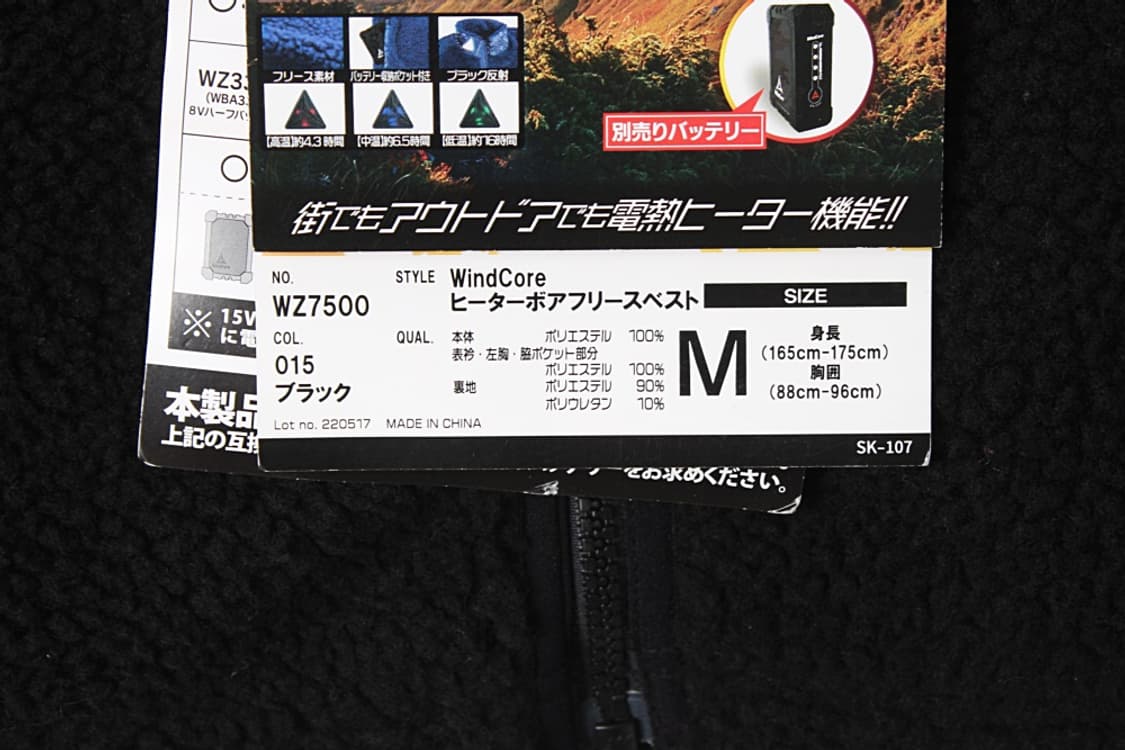 フリース素材
バッテリー収納ポケット付き
ブラック反射
[高温]約4.3時間
[中温]約6.5時間
[低温]約16時間
WindCore
別売りバッテリー
街でもアウトドアでも電熱ヒーター機能!!
(WBA3
※15V
に電
本製品
上記の互換
NO.
WZ7500
STYLE WindCore
ヒーターボアフリースベスト
SIZE
COL.
015
ブラック
QUAL.
本体 ポリエステル 100%
表衿・左胸・脇ポケット部分
ポリエステル 100%
裏地 ポリエステル 90%
ポリウレタン 10%
M
身長
(165cm-175cm)
胸囲
(88cm-96cm)
Lot no. 220517 MADE IN CHINA
SK-107
をお求めください。